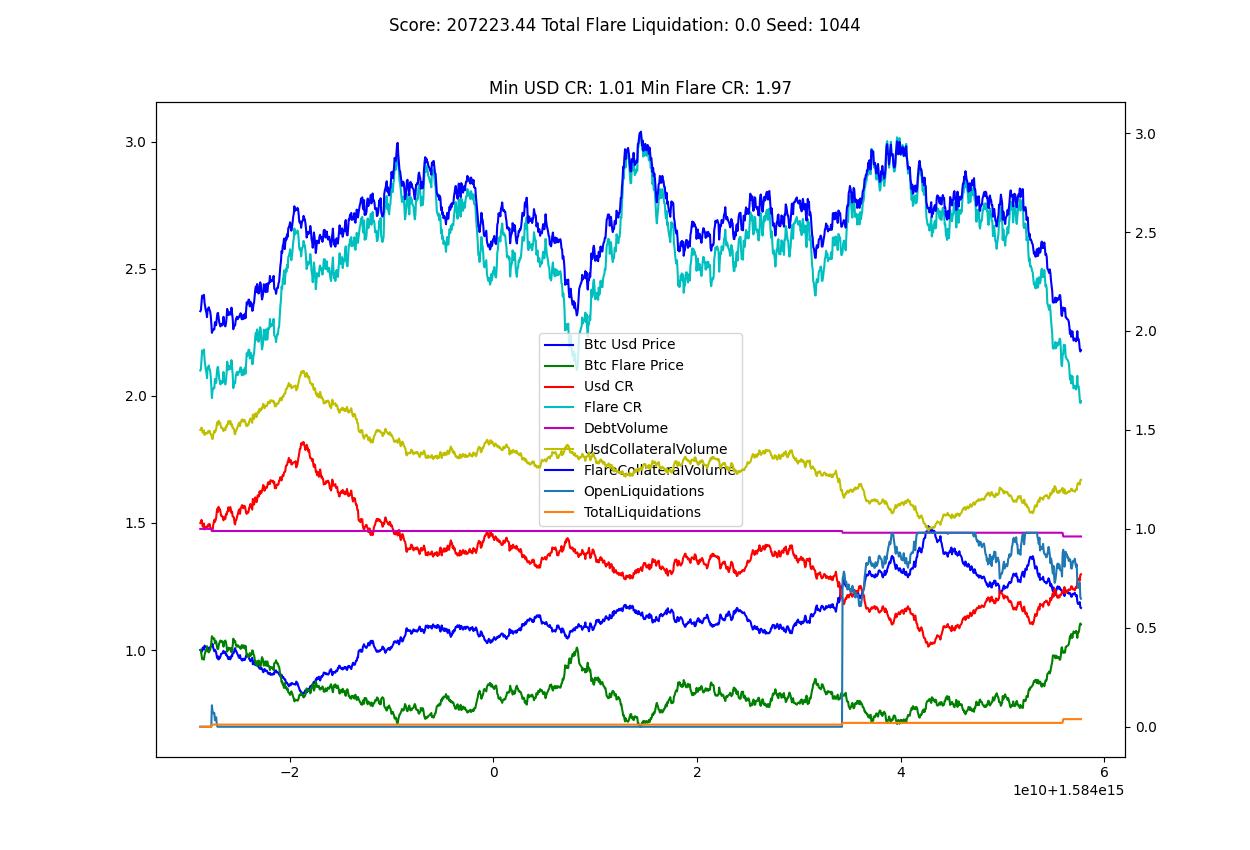 Score: 207223.44 Total Flare Liquidation: 0.0 Seed: 1044
Min USD CR: 1.01 Min Flare CR: 1.97
3.0
2.5
2.0
1.5
1.0
Btc Usd Price
Btc Flare Price
Usd CR
Flare CR
DebtVolume
UsdCollateralVolume
FlareCollateralVolume
OpenLiquidations
TotalLiquidations
3.0
2.5
2.0
1.5
1.0
0.5
0.0
−2 0 2 4 6
1e10+1.584e15